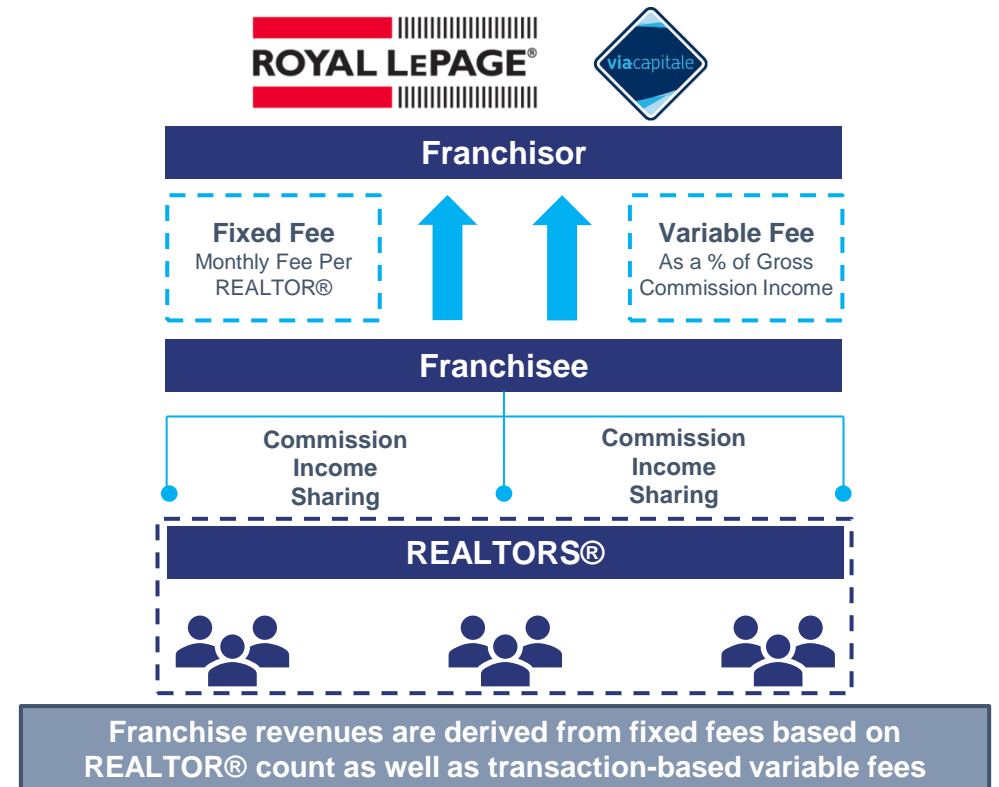 ROYAL LEPAGE®
viacapitale
Franchisor
Fixed Fee
Monthly Fee Per
REALTOR®
Variable Fee
As a % of Gross
Commission Income
Franchisee
Commission
Income
Sharing
Commission
Income
Sharing
REALTORS®
Franchise revenues are derived from fixed fees based on
REALTOR® count as well as transaction-based variable fees